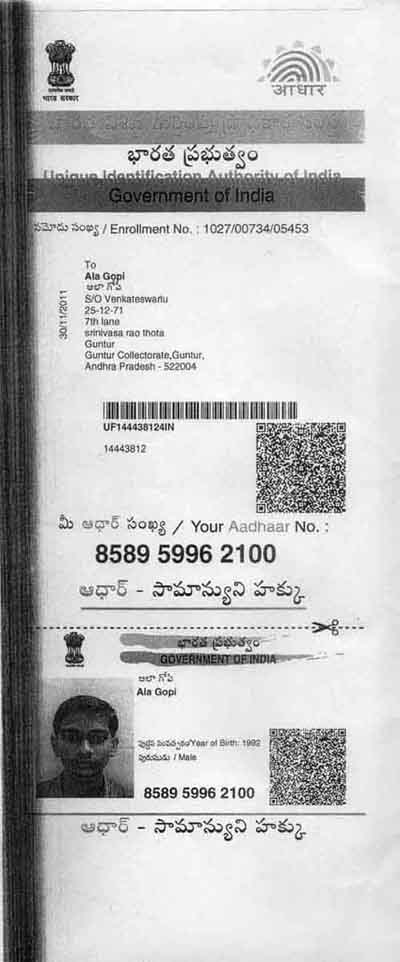 भारत सरकार
आधार
భారత ప్రభుత్వం
Unique Identification Authority of India
Government of India
నమోదు సంఖ్య / Enrollment No. : 1027/00734/05453
To
Ala Gopi
అలా గోపి
S/O Venkateswarlu
25-12-71
7th lane
srinivasa rao thota
Guntur
Guntur Collectorate,Guntur,
Andhra Pradesh - 522004
30/11/2011
UF144438124IN
14443812
మీ ఆధార్ సంఖ్య / Your Aadhaar No. :
8589 5996 2100
ఆధార్ - సామాన్యుని హక్కు
భారత ప్రభుత్వం
GOVERNMENT OF INDIA
అలా గోపి
Ala Gopi
పుట్టిన సంవత్సరం/Year of Birth: 1992
పురుషుడు / Male
8589 5996 2100
ఆధార్ - సామాన్యుని హక్కు